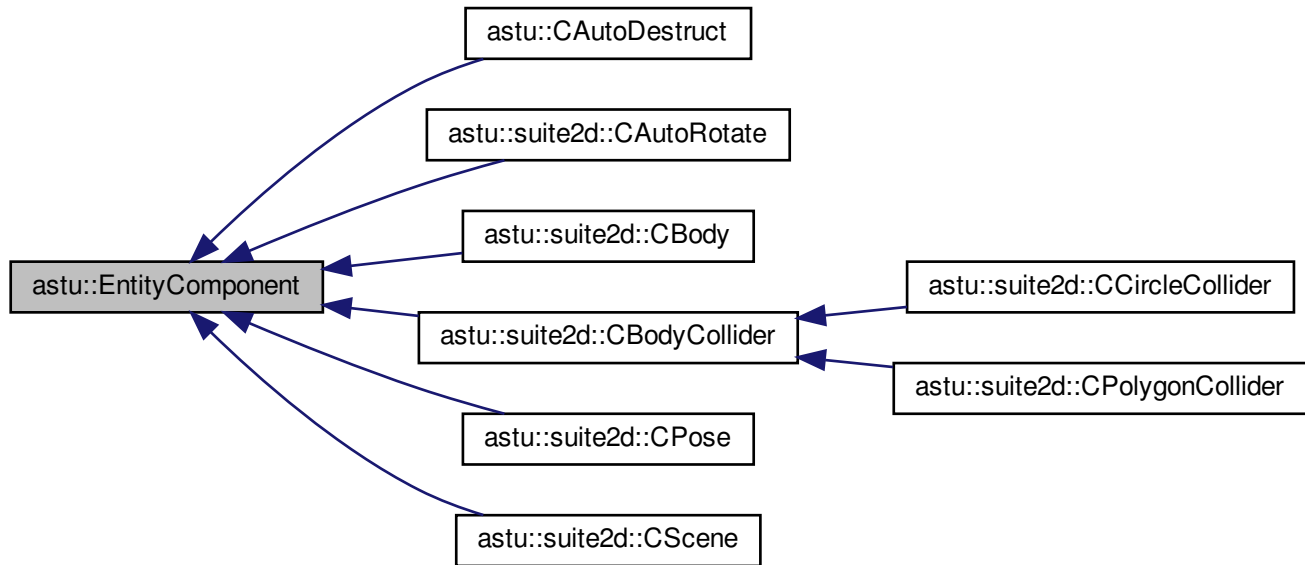 astu::CAutoDestruct
astu::suite2d::CAutoRotate
astu::suite2d::CBody
astu::EntityComponent
astu::suite2d::CCircleCollider
astu::suite2d::CBodyCollider
astu::suite2d::CPolygonCollider
astu::suite2d::CPose
astu::suite2d::CScene